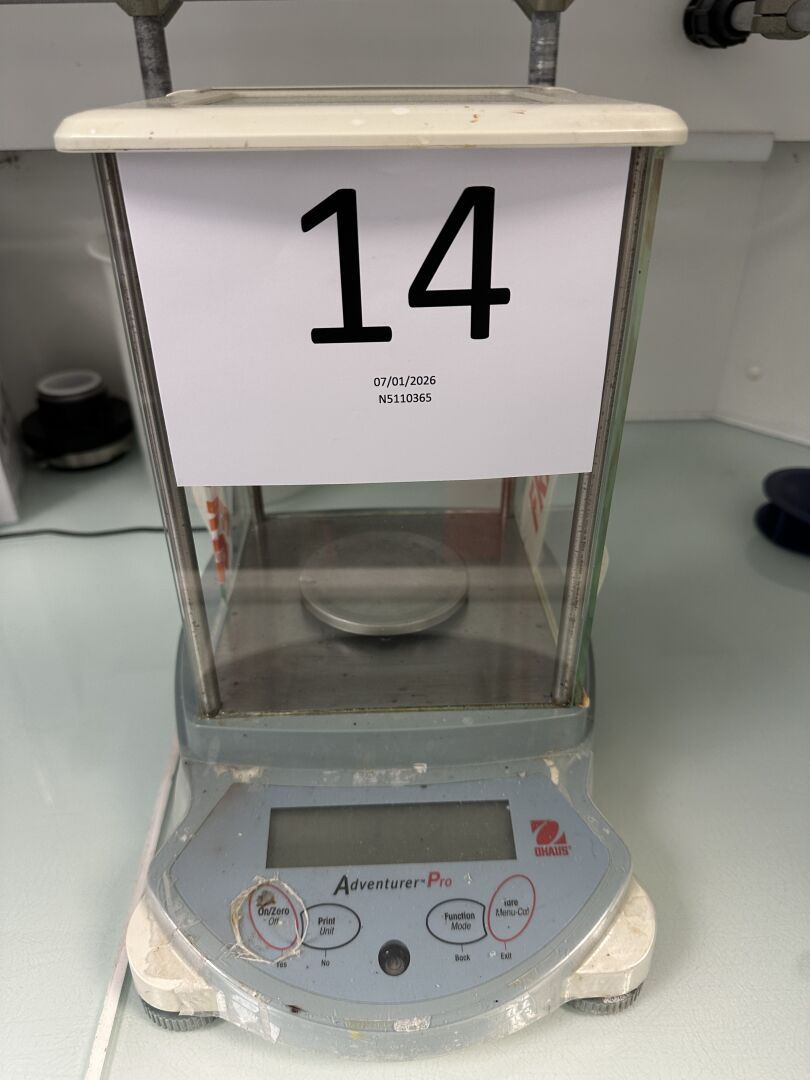 14
07/01/2026
N5110365
OHAUS
Adventurer™ Pro
On/Zero
Off
Print
Unit
Function
Mode
Tare
Menu-Cal
Yes
No
Back
Exit